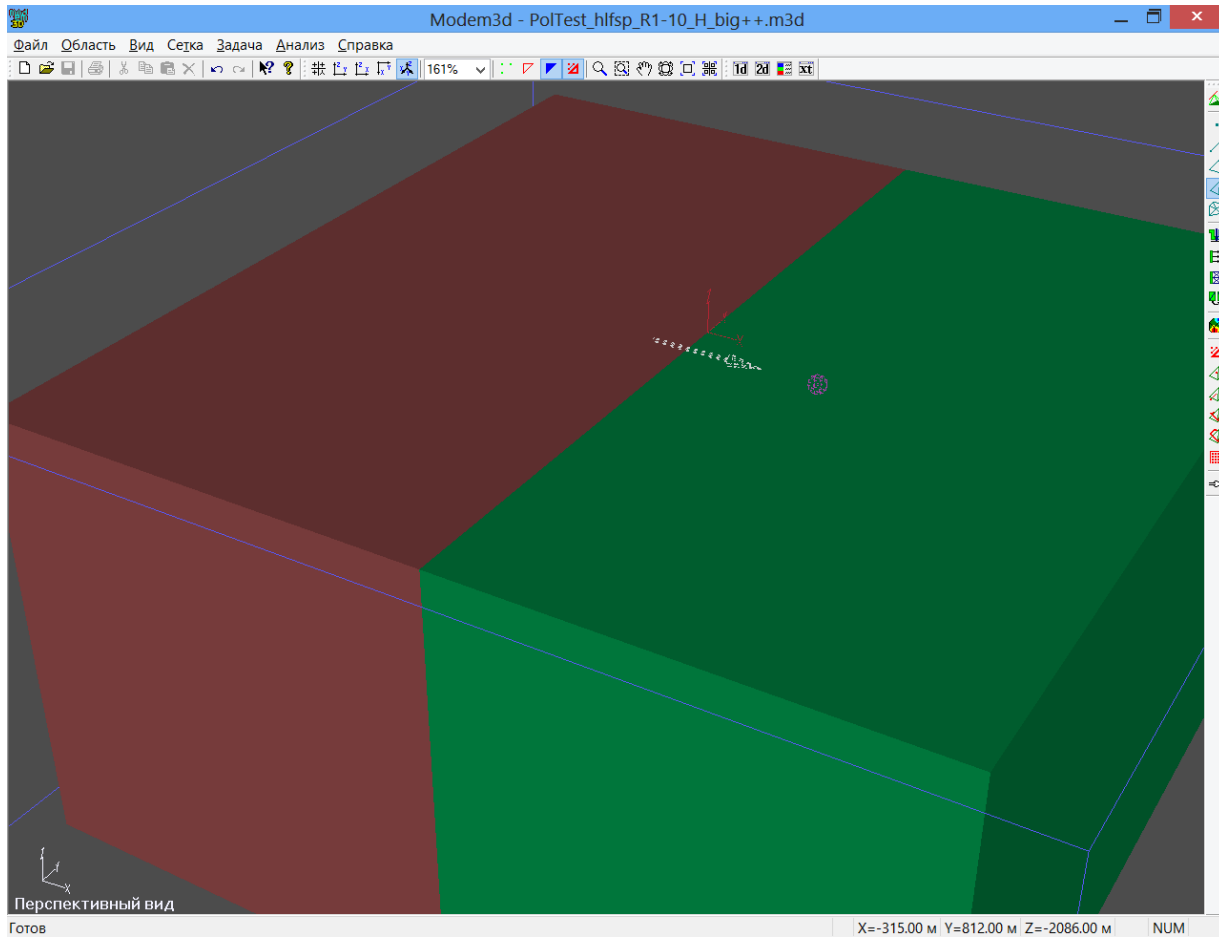 Modem3d - PolTest_hlfsp_R1-10_H_big++.m3d
Файл Область Вид Сетка Задача Анализ Справка
161% 1d 2d xt
Перспективный вид
Готов X=-315.00 м Y=812.00 м Z=-2086.00 м NUM